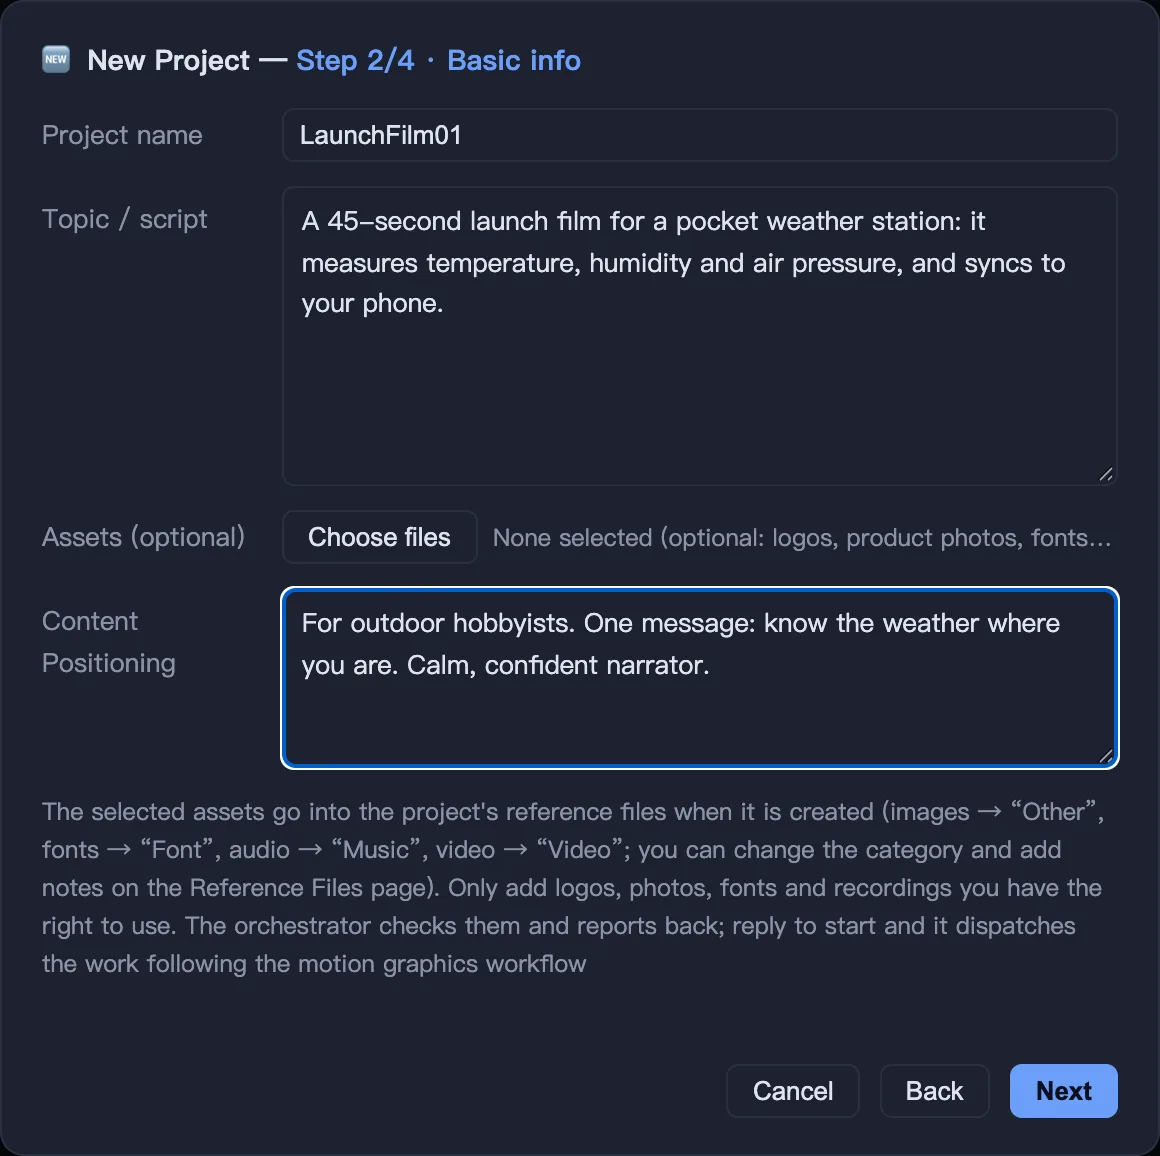 NEW New Project — Step 2/4 · Basic info
Project name
LaunchFilm01
Topic / script
A 45–second launch film for a pocket weather station: it
measures temperature, humidity and air pressure, and syncs to
your phone.
Assets (optional)
Choose files
None selected (optional: logos, product photos, fonts…
Content
Positioning
For outdoor hobbyists. One message: know the weather where
you are. Calm, confident narrator.
The selected assets go into the project's reference files when it is created (images → “Other”,
fonts → “Font”, audio → “Music”, video → “Video”; you can change the category and add
notes on the Reference Files page). Only add logos, photos, fonts and recordings you have the
right to use. The orchestrator checks them and reports back; reply to start and it dispatches
the work following the motion graphics workflow
Cancel
Back
Next